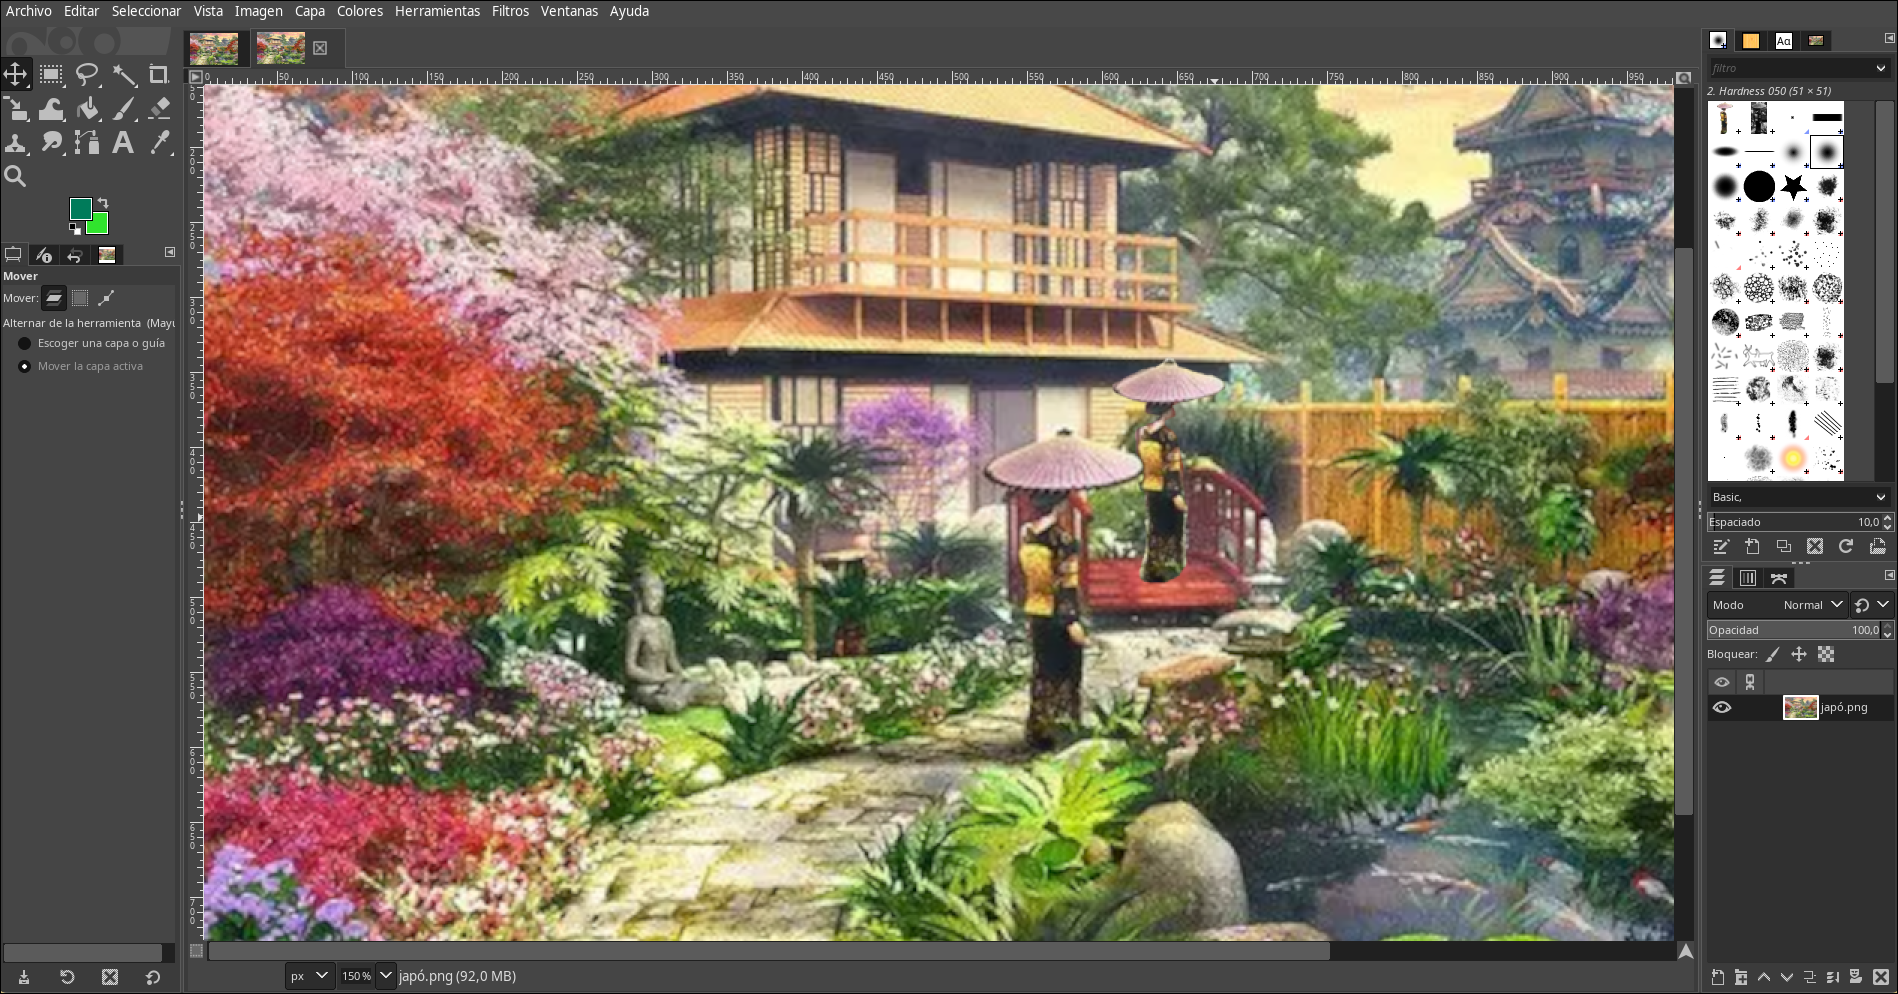 Archivo Editar Seleccionar Vista Imagen Capa Colores Herramientas Filtros Ventanas Ayuda
0 50 100 150 200 250 300 350 400 450 500 550 600 650 700 750 800 850 900 950
filtro
2. Hardness 050 (51 × 51)
Mover
Mover:
Alternar de la herramienta (Mayú
Escoger una capa o guía
Mover la capa activa
Basic,
Espaciado 10,0
Modo Normal
Opacidad 100,0
Bloquear:
japó.png
px 150 % japó.png (92,0 MB)